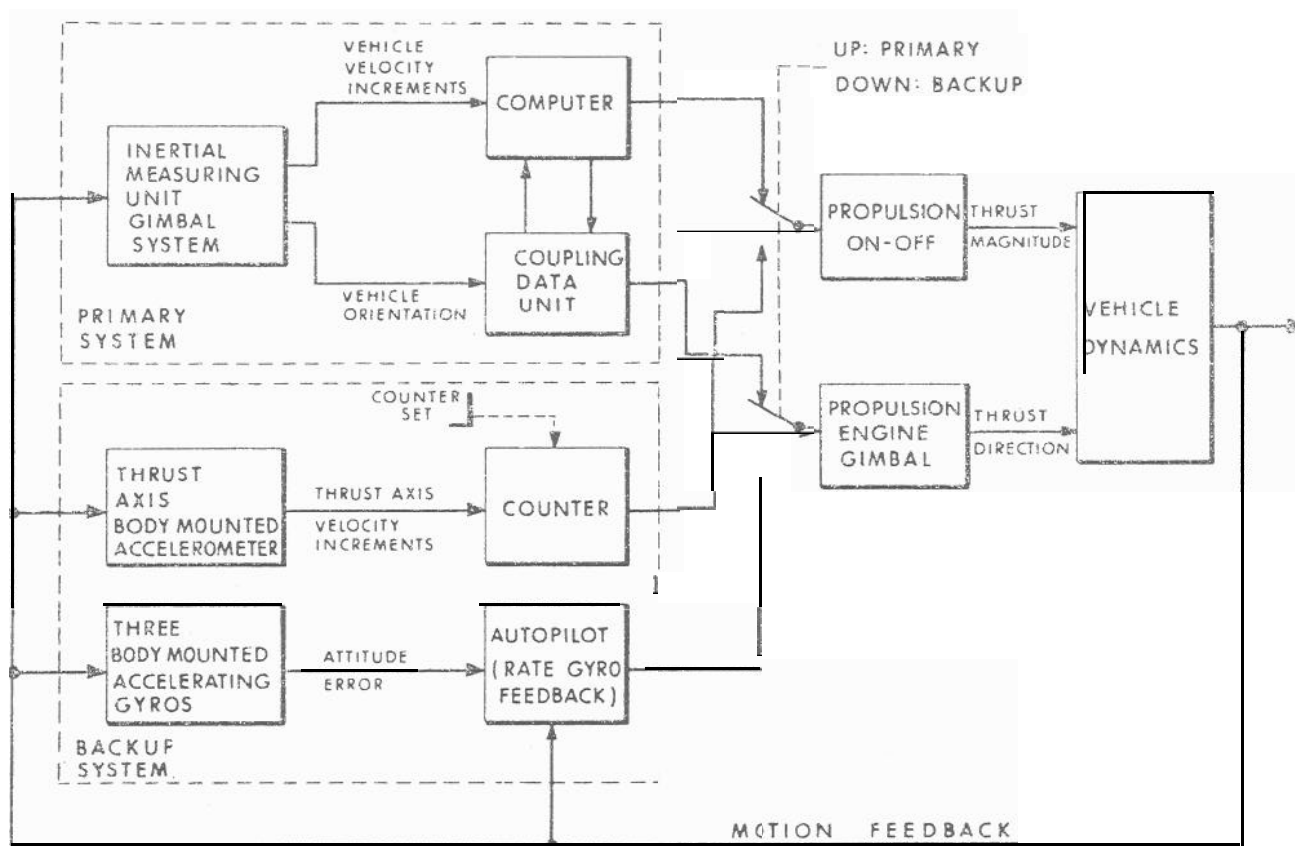 VEHICLE
VELOCITY
INCREMENTS
COMPUTER
INERTIAL
MEASURING
UNIT
GIMBAL
SYSTEM
VEHICLE
ORIENTATION
COUPLING
DATA
UNIT
PRIMARY
SYSTEM
UP: PRIMARY
DOWN: BACKUP
PROPULSION
ON-OFF
THRUST
MAGNITUDE
VEHICLE
DYNAMICS
PROPULSION
ENGINE
GIMBAL
THRUST
DIRECTION
COUNTER
SET
THRUST
AXIS
BODY MOUNTED
ACCELEROMETER
THRUST AXIS
VELOCITY
INCREMENTS
COUNTER
THREE
BODY MOUNTED
ACCELERATING
GYROS
ATTITUDE
ERROR
AUTOPILOT
(RATE GYRO
FEEDBACK)
BACKUP
SYSTEM
MOTION FEEDBACK